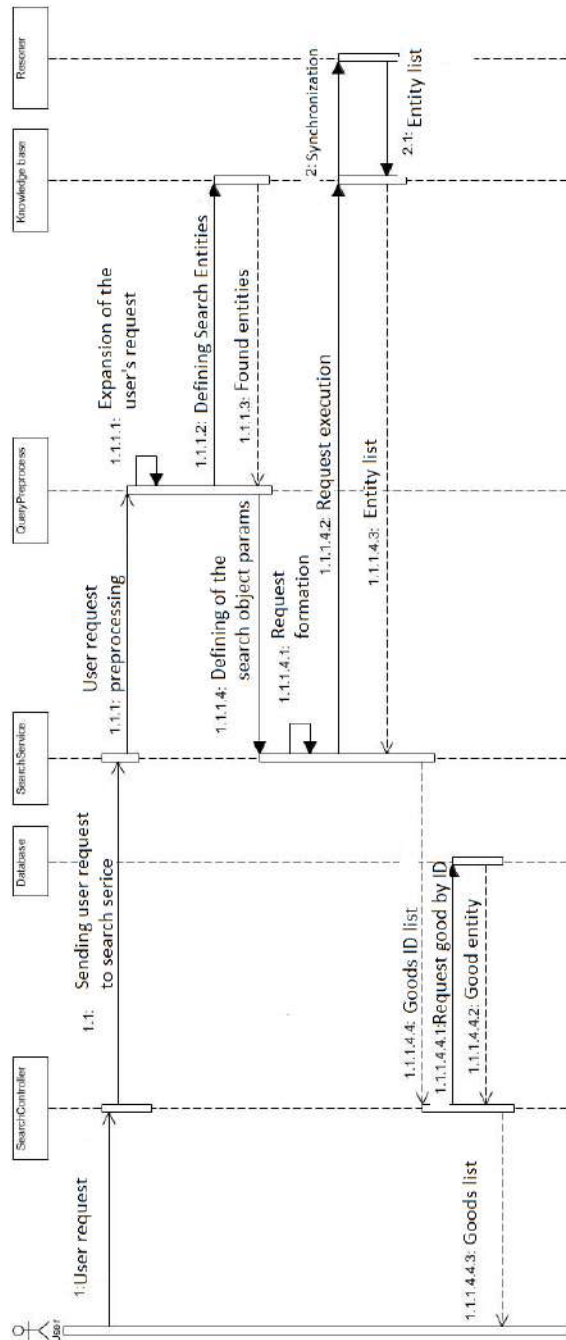 User
SearchController
Database
SearchService
QueryPreprocess
Knowledge base
Resoner
1:User request
1.1: Sending user request
to search serice
User request
1.1.1: preprocessing
1.1.1.1: Expansion of the
user's request
1.1.1.2: Defining Search Entities
1.1.1.3: Found entities
1.1.1.4: Defining of the
search object params
1.1.1.4.1: Request
formation
1.1.1.4.2: Request execution
2: Synchronization
2.1: Entity list
1.1.1.4.3: Entity list
1.1.1.4.4: Goods ID list
1.1.1.4.4.1:Request good by ID
1.1.1.4.4.2: Good entity
1.1.1.4.4.3: Goods list